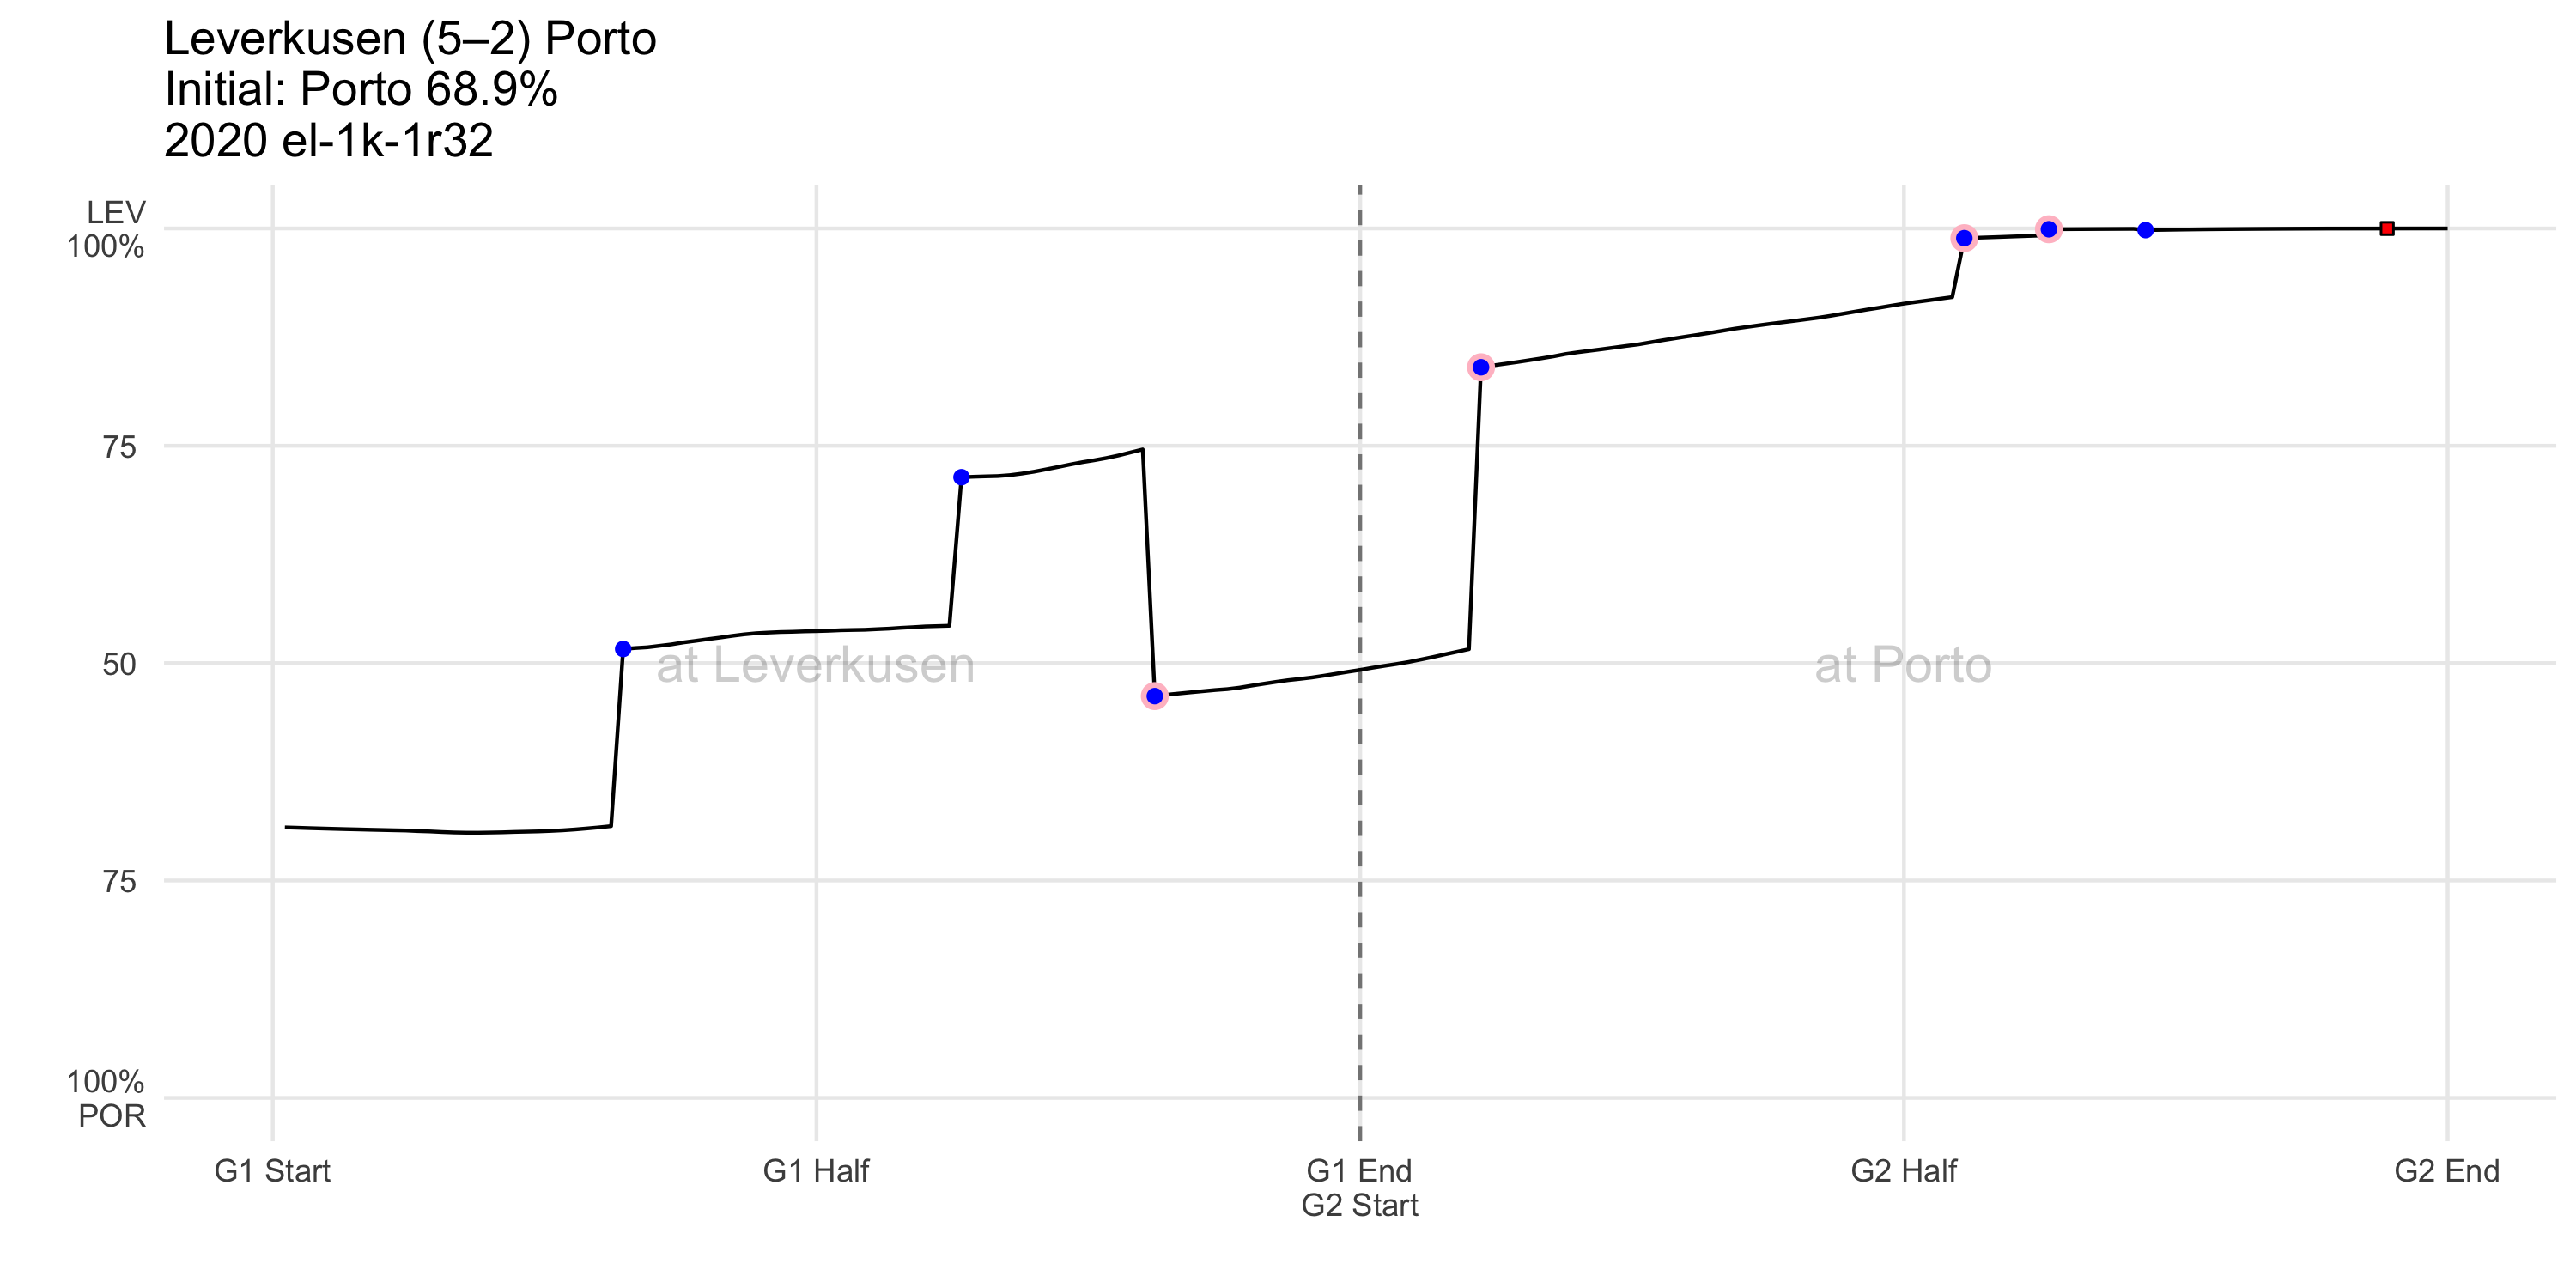 Leverkusen (5–2) Porto
Initial: Porto 68.9%
2020 el-1k-1r32
LEV
100%
75
50
at Leverkusen
at Porto
75
100%
POR
G1 Start
G1 Half
G1 End
G2 Start
G2 Half
G2 End